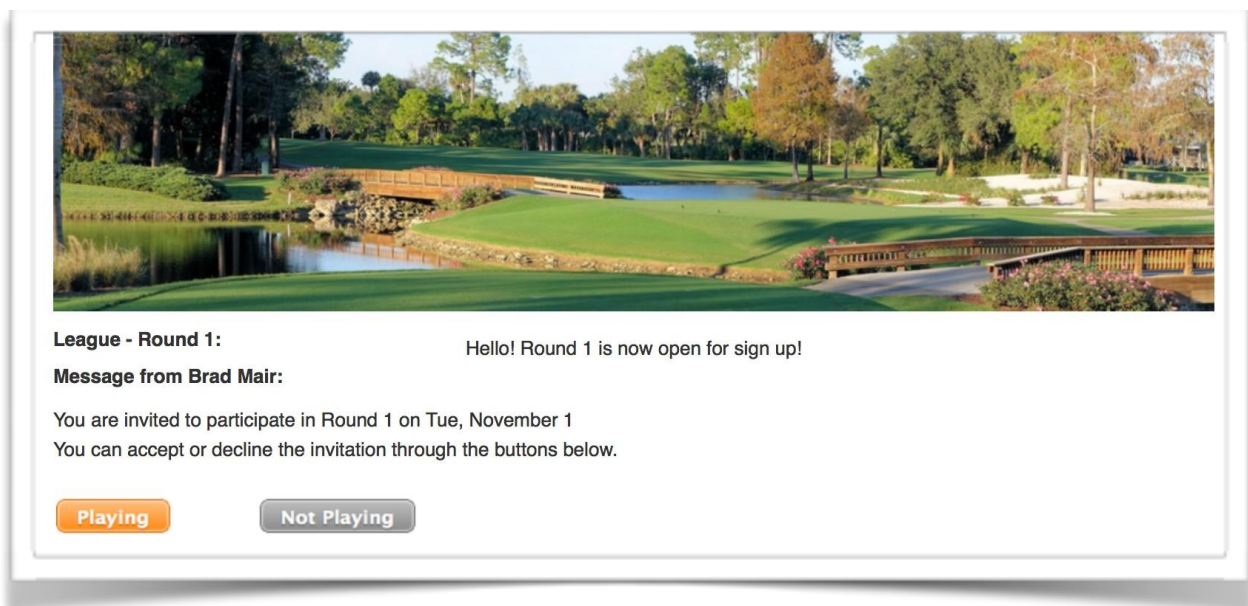 League - Round 1:
Hello! Round 1 is now open for sign up!
Message from Brad Mair:
You are invited to participate in Round 1 on Tue, November 1
You can accept or decline the invitation through the buttons below.
Playing
Not Playing